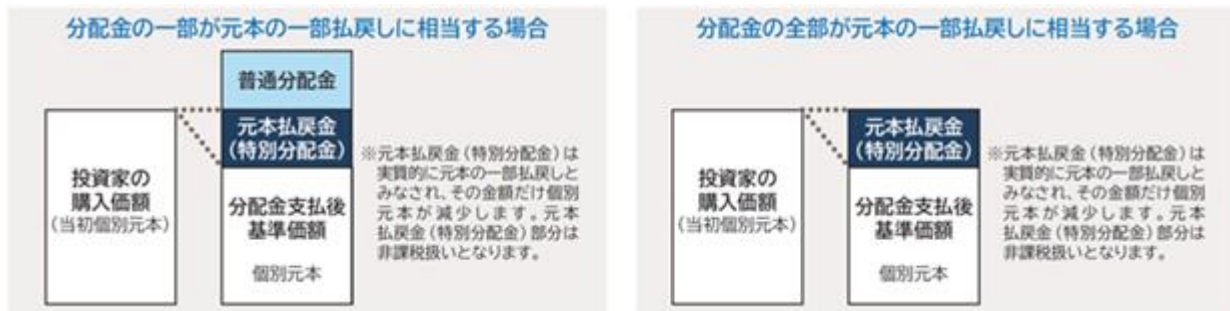 分配金の一部が元本の一部払戻しに相当する場合
普通分配金
元本払戻金
(特別分配金)
投資家の
購入価額
(当初個別元本)
分配金支払後
基準価額
個別元本
※元本払戻金(特別分配金)は
実質的に元本の一部払戻しと
みなされ、その金額だけ個別
元本が減少します。元本
払戻金(特別分配金)部分は
非課税扱いとなります。
分配金の全部が元本の一部払戻しに相当する場合
元本払戻金
(特別分配金)
投資家の
購入価額
(当初個別元本)
分配金支払後
基準価額
個別元本
※元本払戻金(特別分配金)は
実質的に元本の一部払戻しと
みなされ、その金額だけ個別
元本が減少します。元本
払戻金(特別分配金)部分は
非課税扱いとなります。